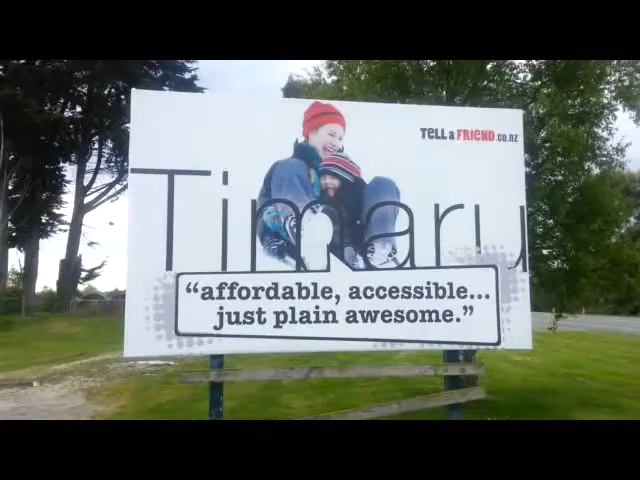 TELL a FRIEND.co.nz
Timaru
“affordable, accessible...
just plain awesome.”